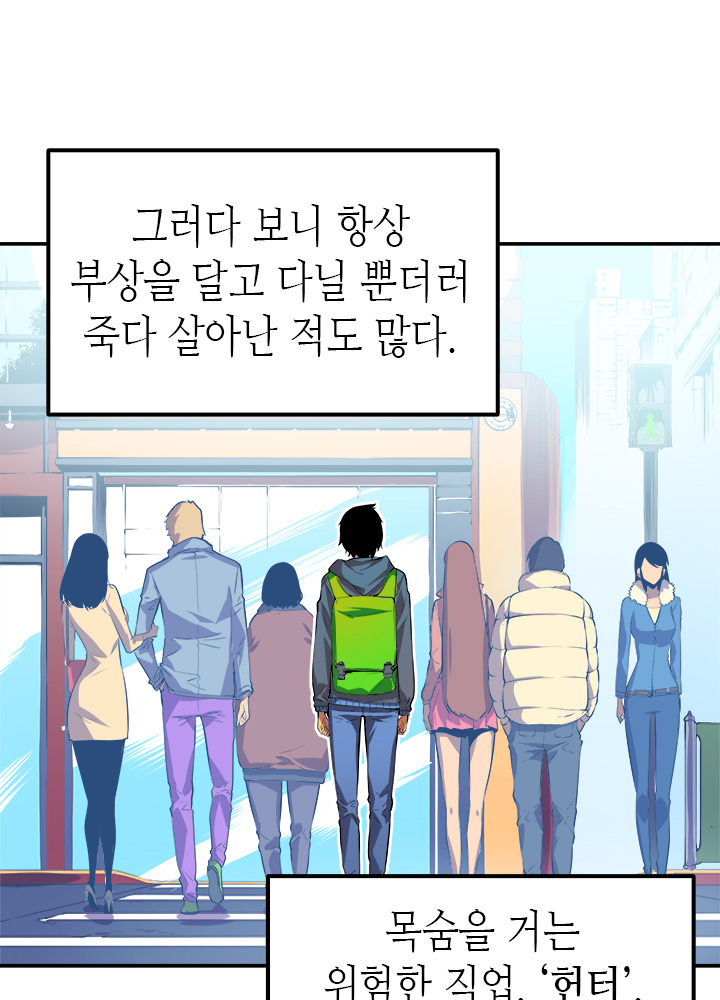 그러다 보니 항상
부상을 달고 다닐 뿐더러
죽다 살아난 적도 많다.
목숨을 거는
위험한 직업. ‘헌터’.